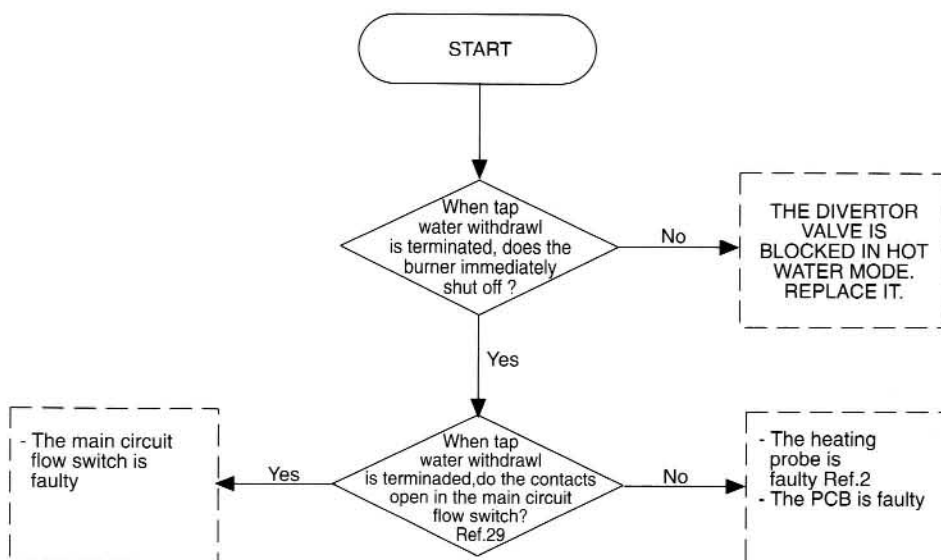 START
When tap
water withdrawl
is terminated, does the
burner immediately
shut off ?
No
THE DIVERTOR
VALVE IS
BLOCKED IN HOT
WATER MODE.
REPLACE IT.
Yes
- The main circuit
flow switch is
faulty
Yes
When tap
water withdrawl
is terminaded,do the contacts
open in the main circuit
flow switch?
Ref.29
No
- The heating
probe is
faulty Ref.2
- The PCB is faulty